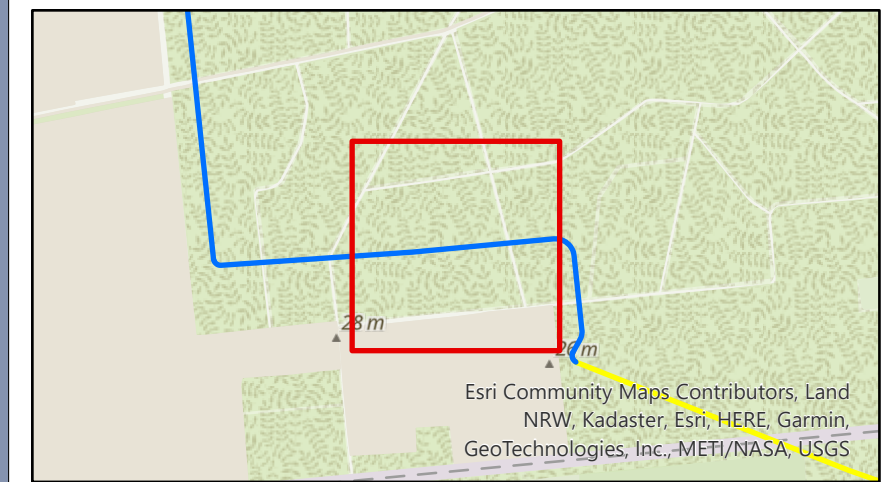 28 m
26 m
Esri Community Maps Contributors, Land
NRW, Kadaster, Esri, HERE, Garmin,
GeoTechnologies, Inc., METI/NASA, USGS